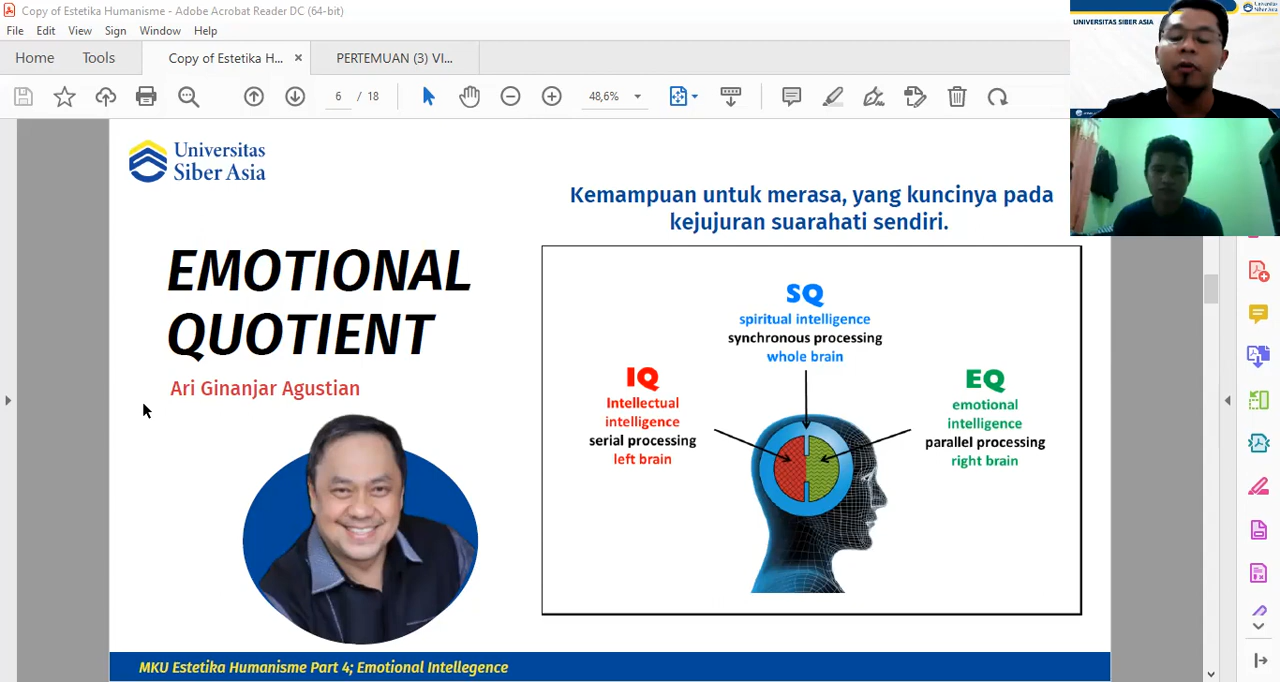 Copy of Estetika Humanisme - Adobe Acrobat Reader DC (64-bit)
File Edit View Sign Window Help
Home Tools Copy of Estetika H... × PERTEMUAN (3) VI...
6 / 18 48,6%
UNIVERSITAS SIBER ASIA
Universitas
Siber Asia
Kemampuan untuk merasa, yang kuncinya pada
kejujuran suarahati sendiri.
EMOTIONAL
QUOTIENT
Ari Ginanjar Agustian
SQ
spiritual intelligence
synchronous processing
whole brain
IQ
Intellectual
intelligence
serial processing
left brain
EQ
emotional
intelligence
parallel processing
right brain
MKU Estetika Humanisme Part 4; Emotional Intellegence